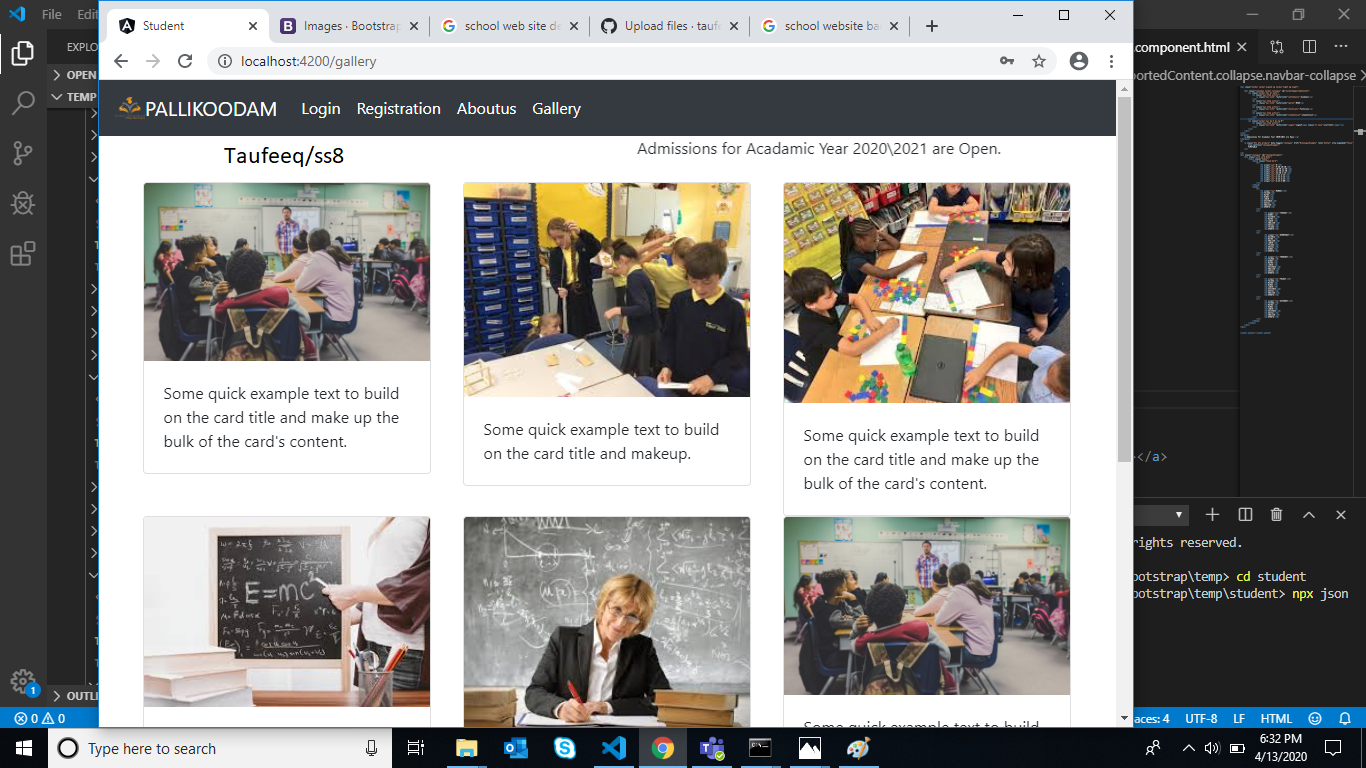 File
Edit
Student
Images · Bootstrap
school web site de
Upload files · taufe
school website ba
.component.html
EXPLO
localhost:4200/gallery
OPEN
TEMP
portedContent.collapse.navbar-collapse
PALLIKOODAM
Login
Registration
Aboutus
Gallery
Taufeeq/ss8
Admissions for Acadamic Year 2020\2021 are Open.
Some quick example text to build
on the card title and make up the
bulk of the card's content.
Some quick example text to build
on the card title and makeup.
Some quick example text to build
on the card title and make up the
bulk of the card's content.
></a>
E=mc²
Some quick example text to build
rights reserved.
ootstrap\temp> cd student
ootstrap\temp\student> npx json
OUTLI
1
0
0
aces: 4
UTF-8
LF
HTML
Type here to search
6:32 PM
4/13/2020